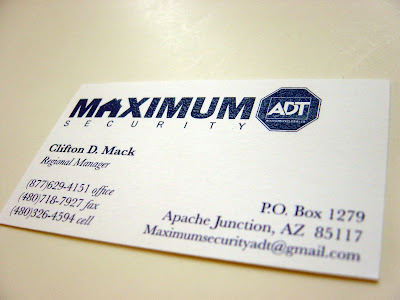 MAXIMUM ADT
SECURITY
Clifton D. Mack
Regional Manager
(877)629-4151 office
(480)718-7927 fax
(480)326-4594 cell
P.O. Box 1279
Apache Junction, AZ 85117
Maximumsecurityadt@gmail.com